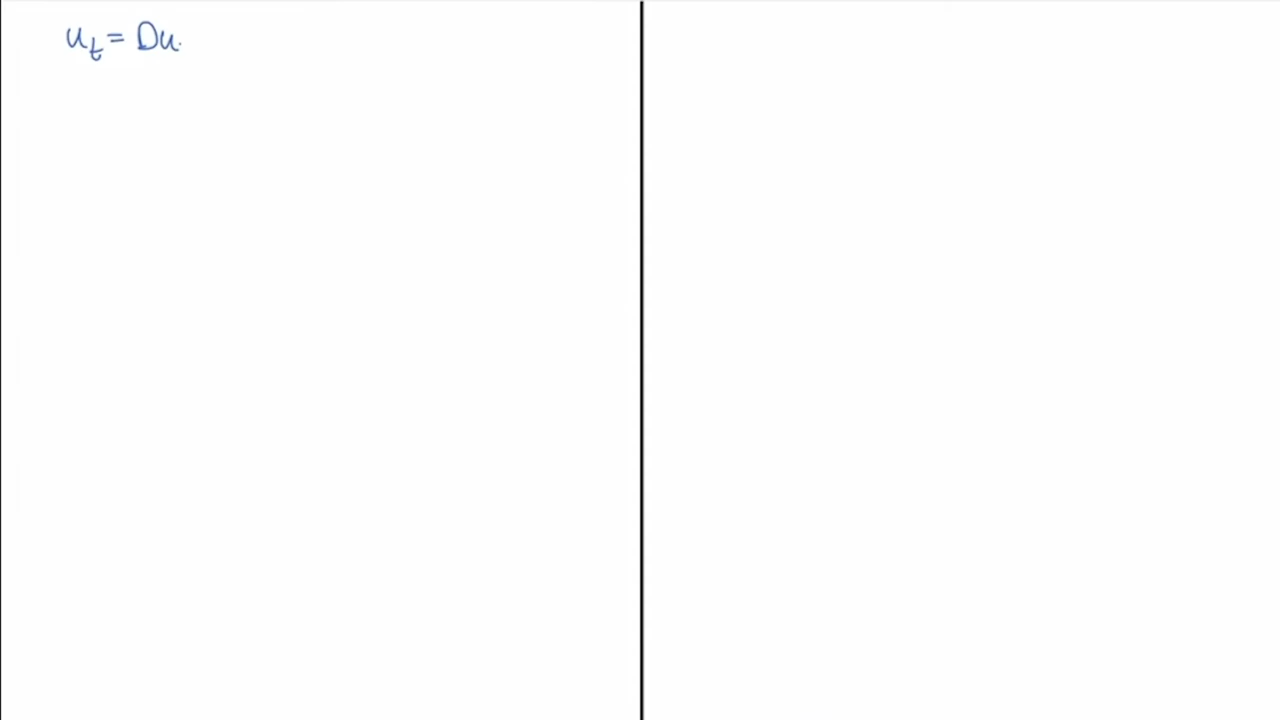 u_t = Du.